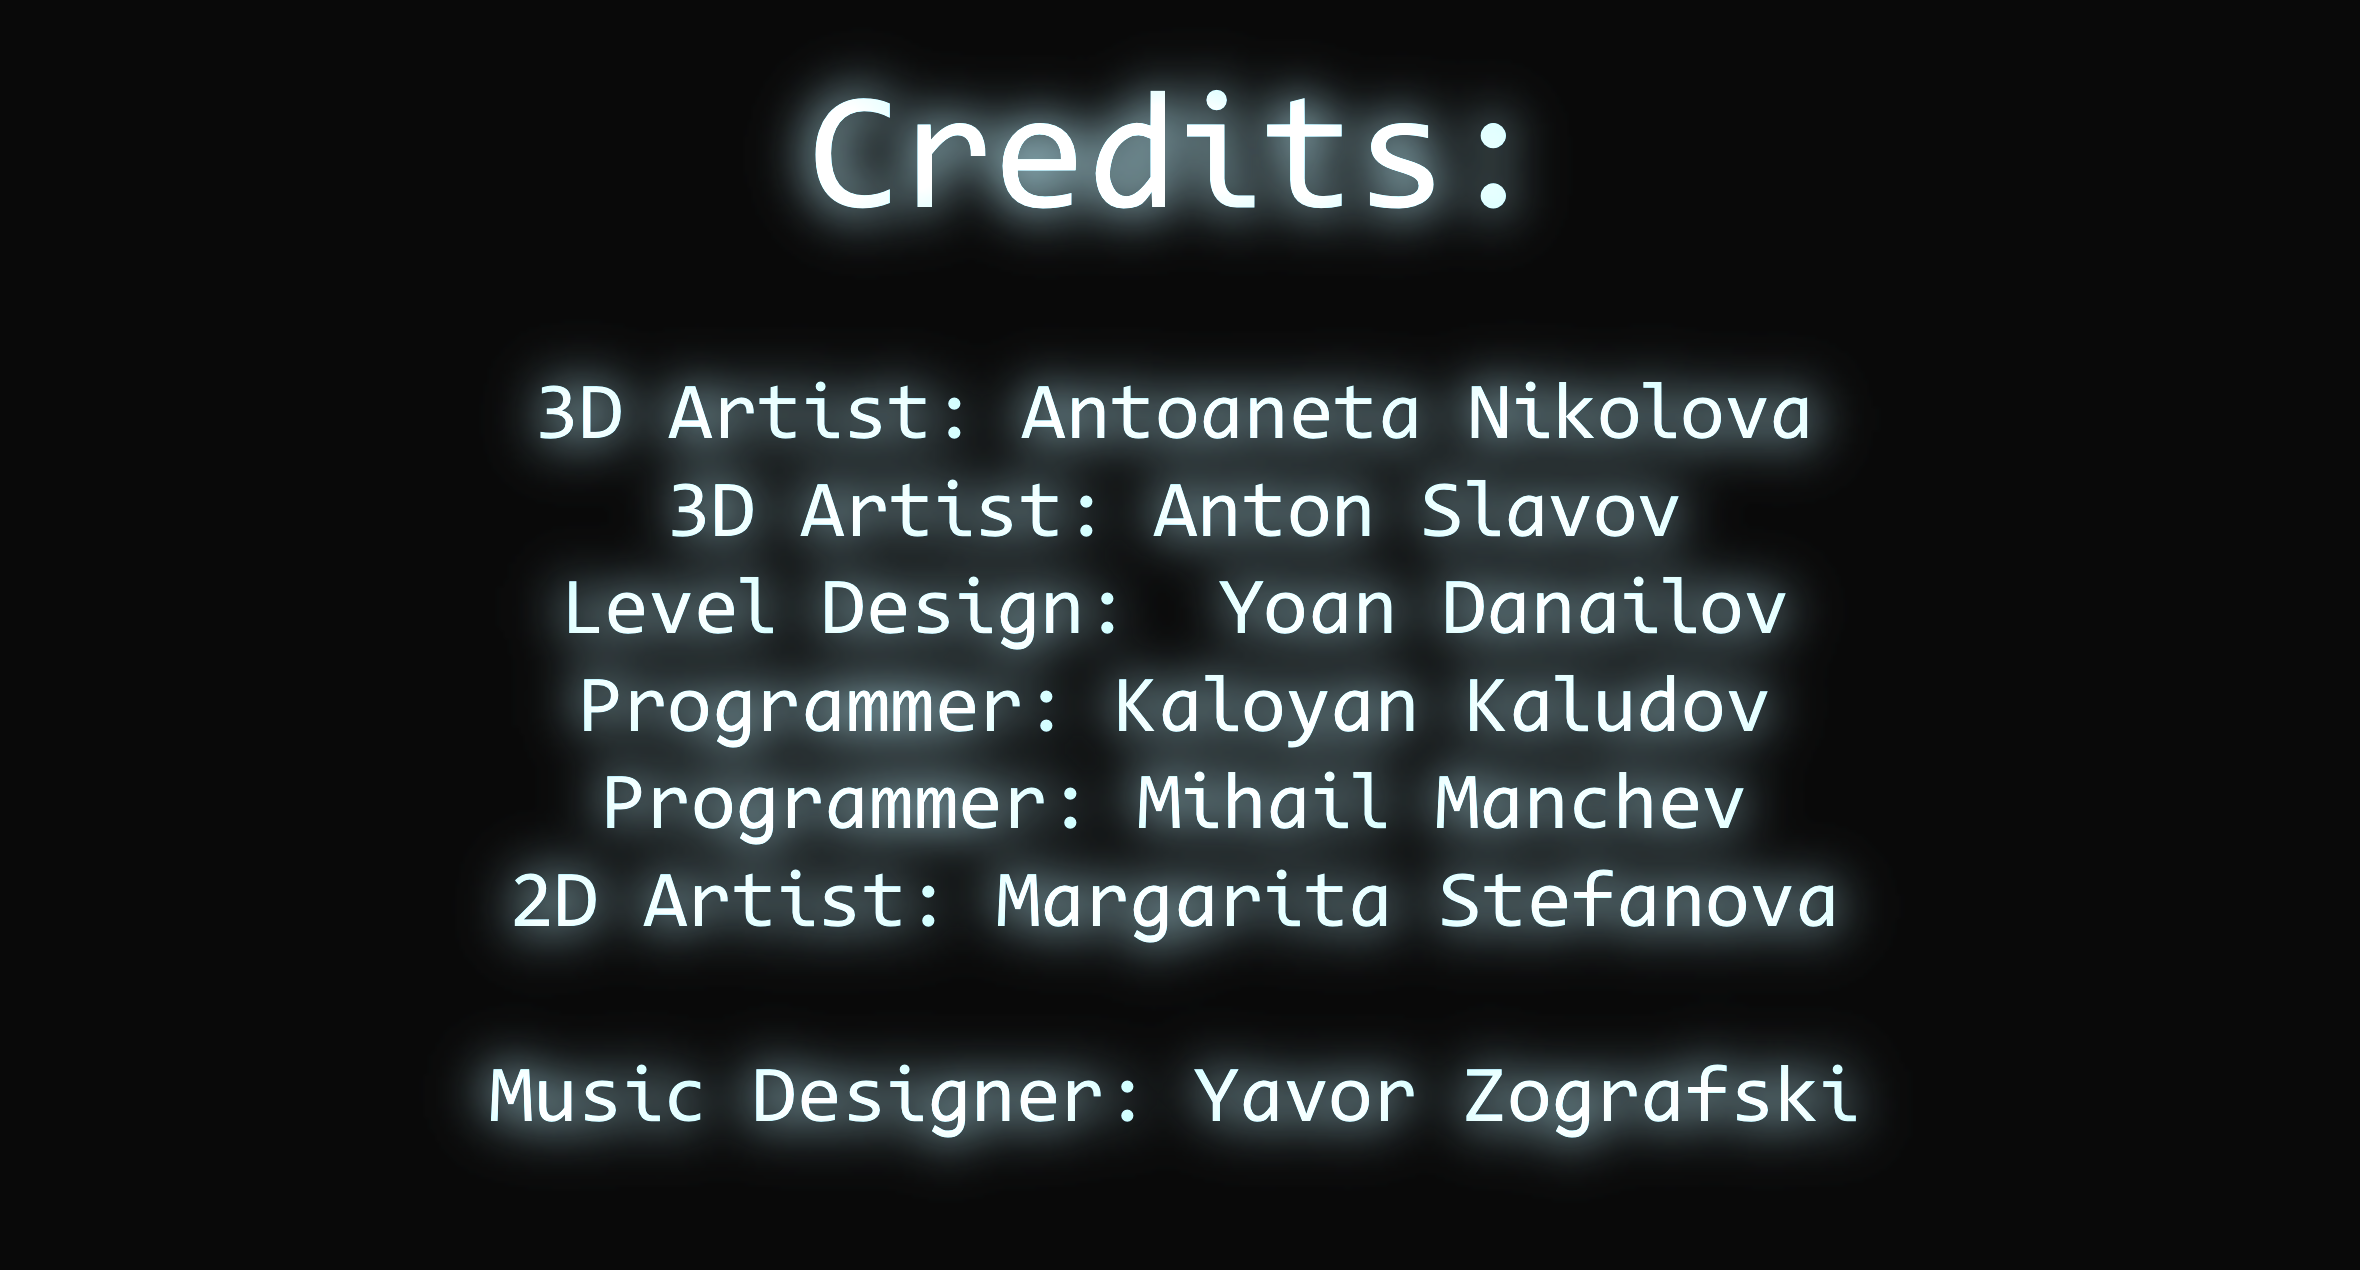 Credits:
3D Artist: Antoaneta Nikolova
3D Artist: Anton Slavov
Level Design:  Yoan Danailov
Programmer: Kaloyan Kaludov
Programmer: Mihail Manchev
2D Artist: Margarita Stefanova
Music Designer: Yavor Zografski